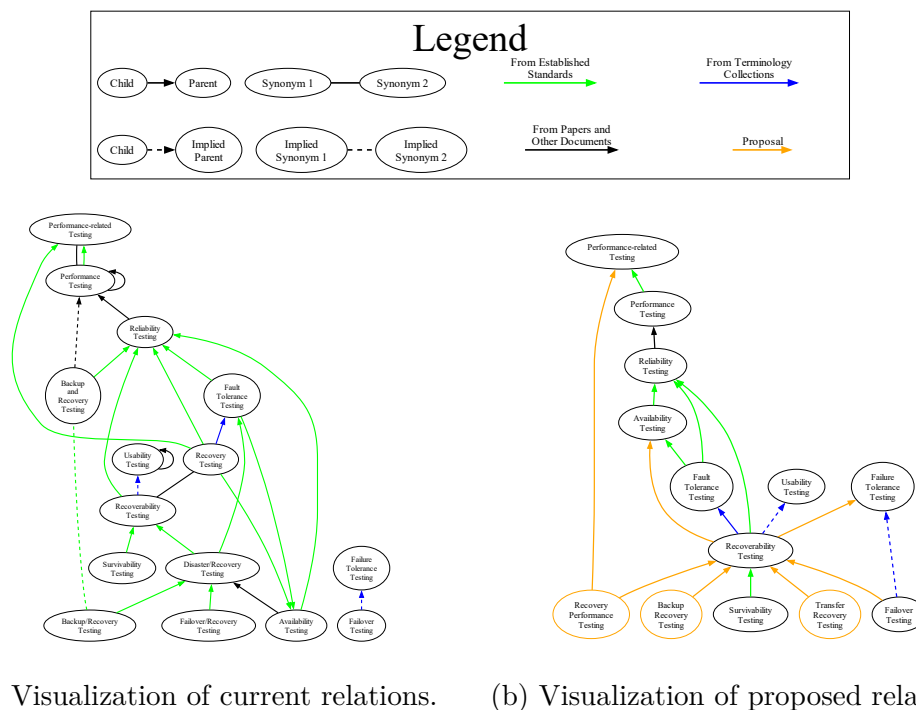 Legend
Child
Parent
Synonym 1
Synonym 2
From Established
Standards
From Terminology
Collections
Child
Implied
Parent
Implied
Synonym 1
Implied
Synonym 2
From Papers and
Other Documents
Proposal
Performance-related
Testing
Performance
Testing
Reliability
Testing
Backup
and
Recovery
Testing
Fault
Tolerance
Testing
Usability
Testing
Recovery
Testing
Recoverability
Testing
Survivability
Testing
Disaster/Recovery
Testing
Failure
Tolerance
Testing
Backup/Recovery
Testing
Failover/Recovery
Testing
Availability
Testing
Failover
Testing
Performance-related
Testing
Performance
Testing
Reliability
Testing
Availability
Testing
Fault
Tolerance
Testing
Usability
Testing
Failure
Tolerance
Testing
Recoverability
Testing
Recovery
Performance
Testing
Backup
Recovery
Testing
Survivability
Testing
Transfer
Recovery
Testing
Failover
Testing
Visualization of current relations.
(b) Visualization of proposed rela